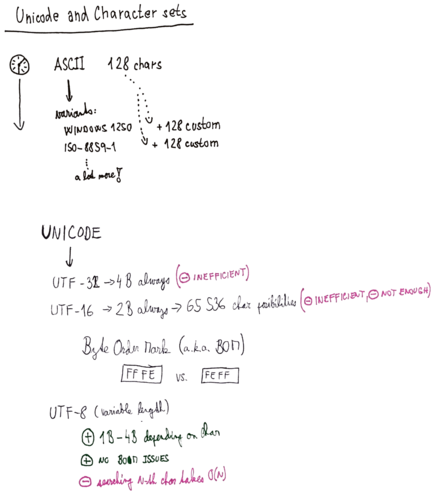 Unicode and Character sets
ASCII 128 chars
variants:
WINDOWS 1250 + 128 custom
ISO-8859-1 + 128 custom
a lot more!
UNICODE
UTF-32 → 4B always (⊖ INEFFICIENT)
UTF-16 → 2B always → 65 536 char posibilities (⊖ INEFFICIENT, ⊖ NOT ENOUGH)
Byte Order Mark (a.k.a. BOM)
FFFE vs. FEFF
UTF-8 (variable length)
⊕ 1B-4B depending on char
⊕ NO BOM ISSUES
⊖ searching N-th char takes O(N)